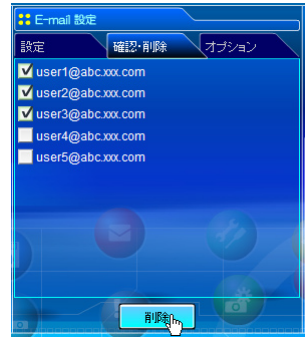 E-mail 設定
設定 確認・削除 オプション
user1@abc.xxx.com
user2@abc.xxx.com
user3@abc.xxx.com
user4@abc.xxx.com
user5@abc.xxx.com
削除